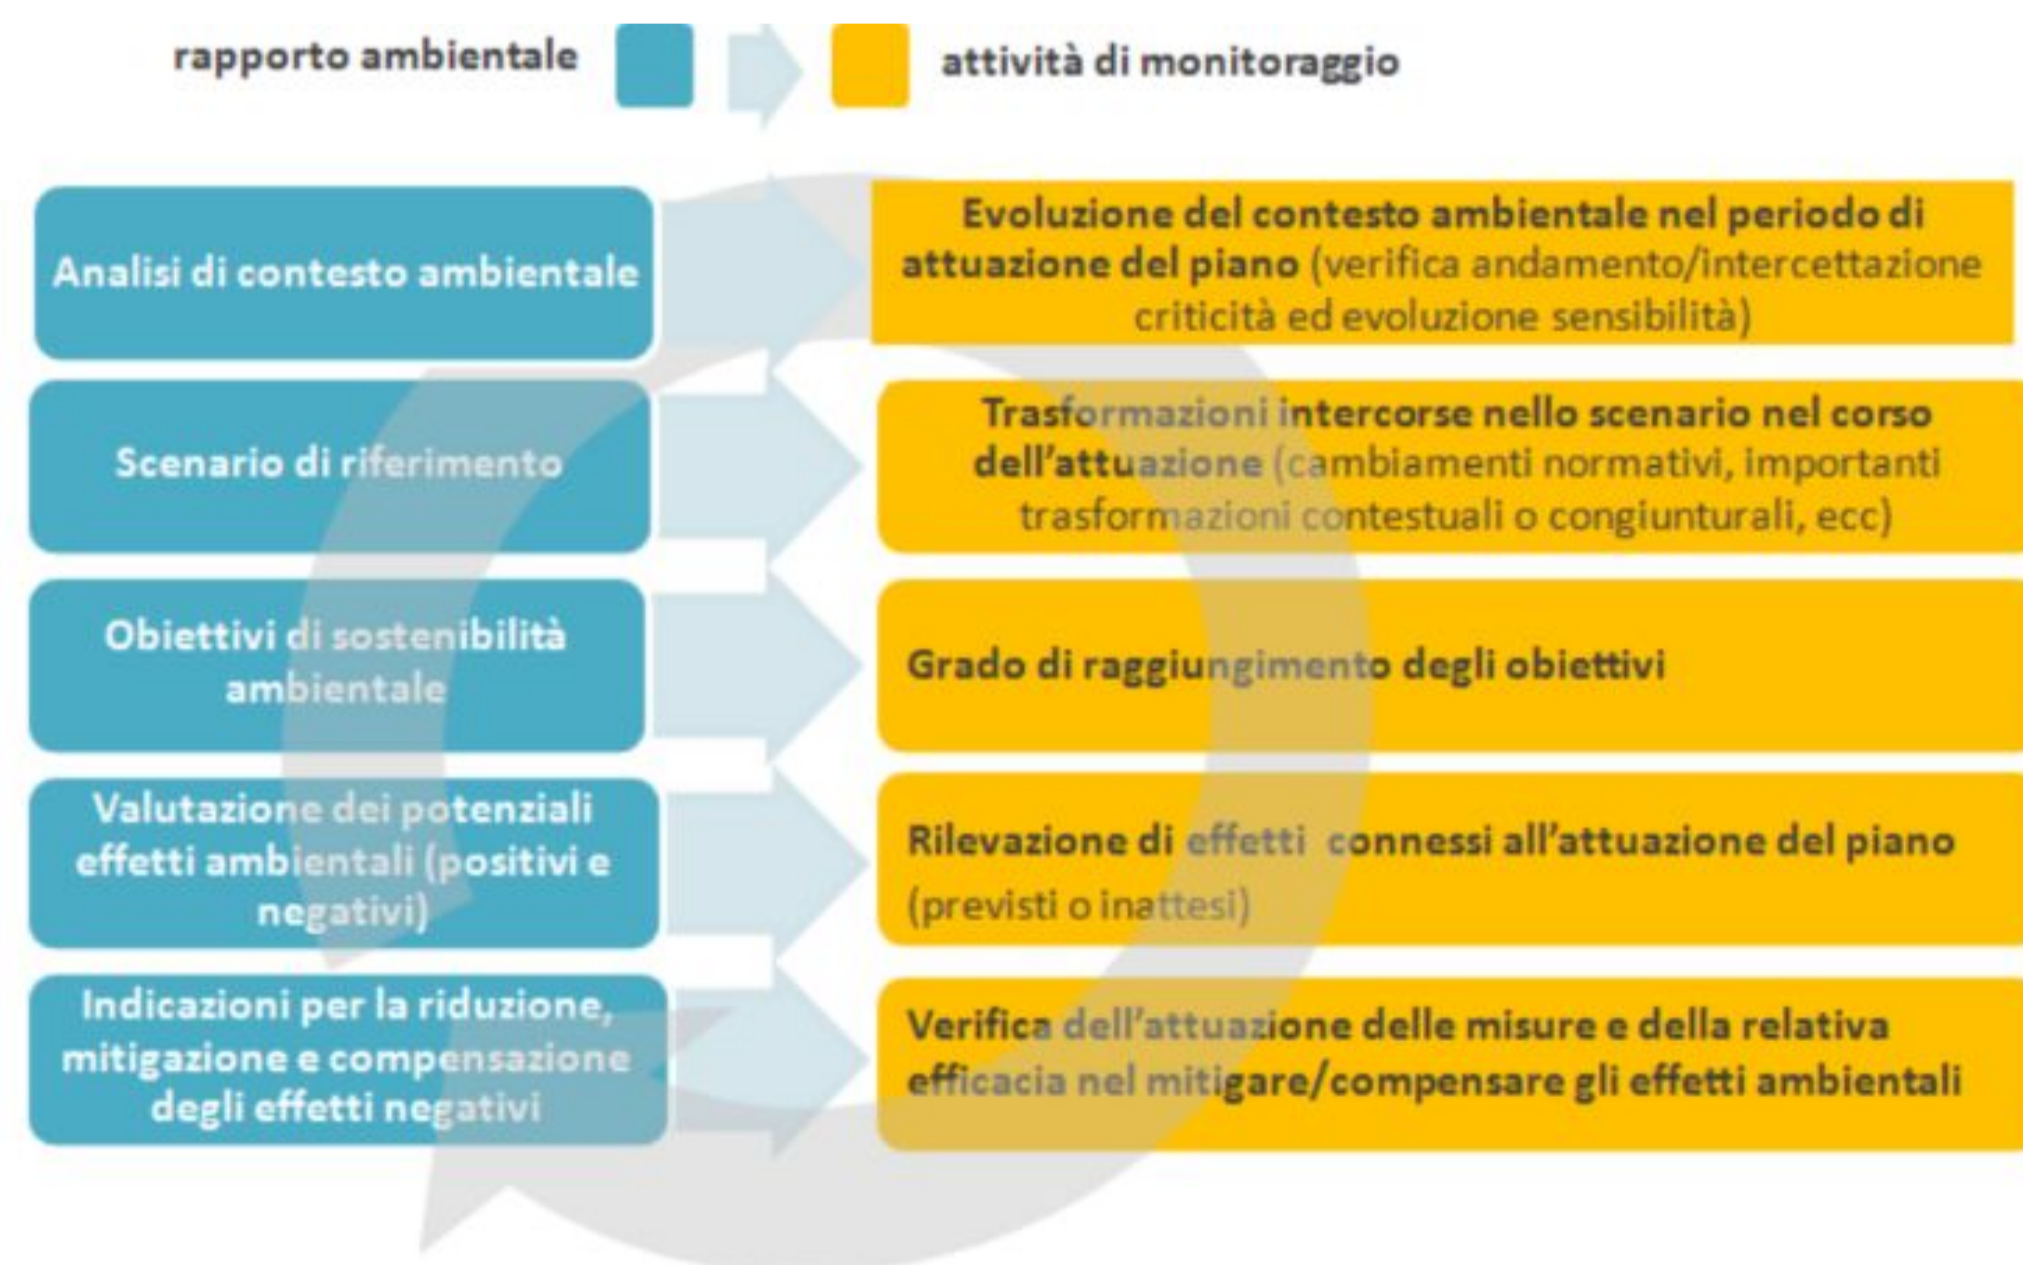 rapporto ambientale
attività di monitoraggio
Analisi di contesto ambientale
Evoluzione del contesto ambientale nel periodo di
attuazione del piano (verifica andamento/intercettazione
criticità ed evoluzione sensibilità)
Scenario di riferimento
Trasformazioni intercorse nello scenario nel corso
dell'attuazione (cambiamenti normativi, importanti
trasformazioni contestuali o congiunturali, ecc)
Obiettivi di sostenibilità
ambientale
Grado di raggiungimento degli obiettivi
Valutazione dei potenziali
effetti ambientali (positivi e
negativi)
Rilevazione di effetti connessi all'attuazione del piano
(previsti o inattesi)
Indicazioni per la riduzione,
mitigazione e compensazione
degli effetti negativi
Verifica dell'attuazione delle misure e della relativa
efficacia nel mitigare/compensare gli effetti ambientali